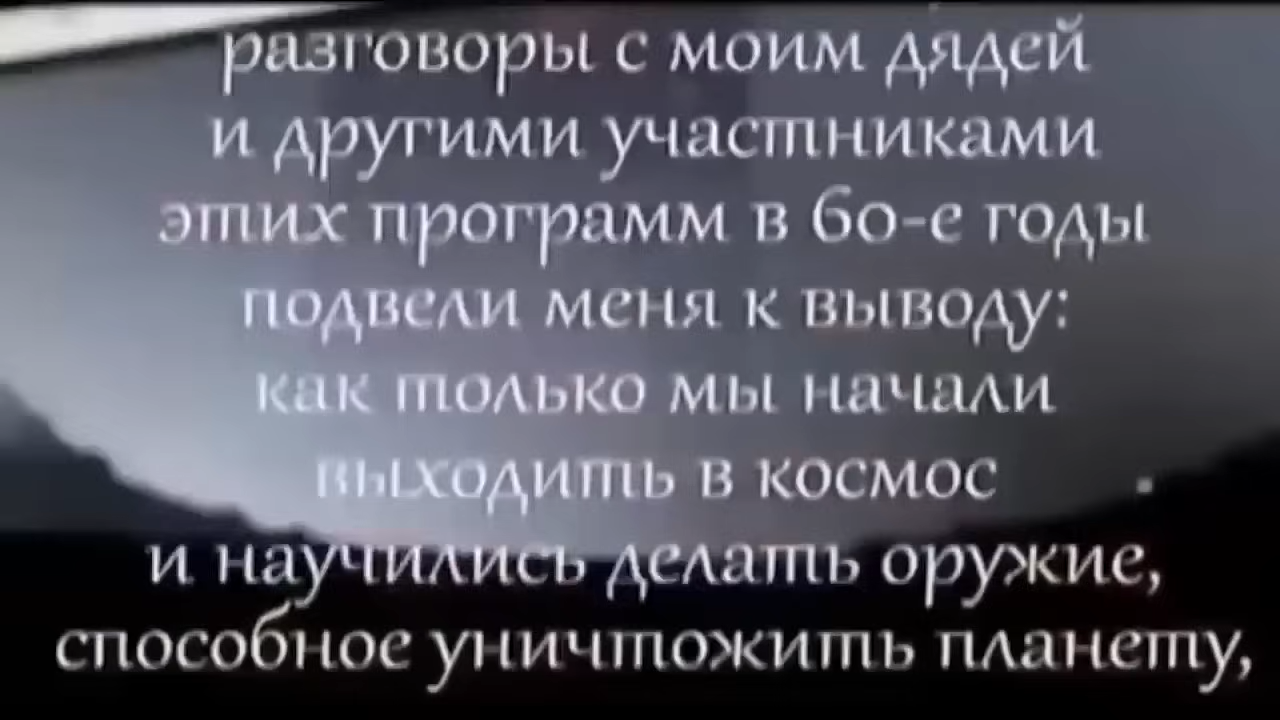 разговоры с моим дядей
и другими участниками
этих программ в 60-е годы
подвели меня к выводу:
как только мы начали
выходить в космос
и научились делать оружие,
способное уничтожить планету,